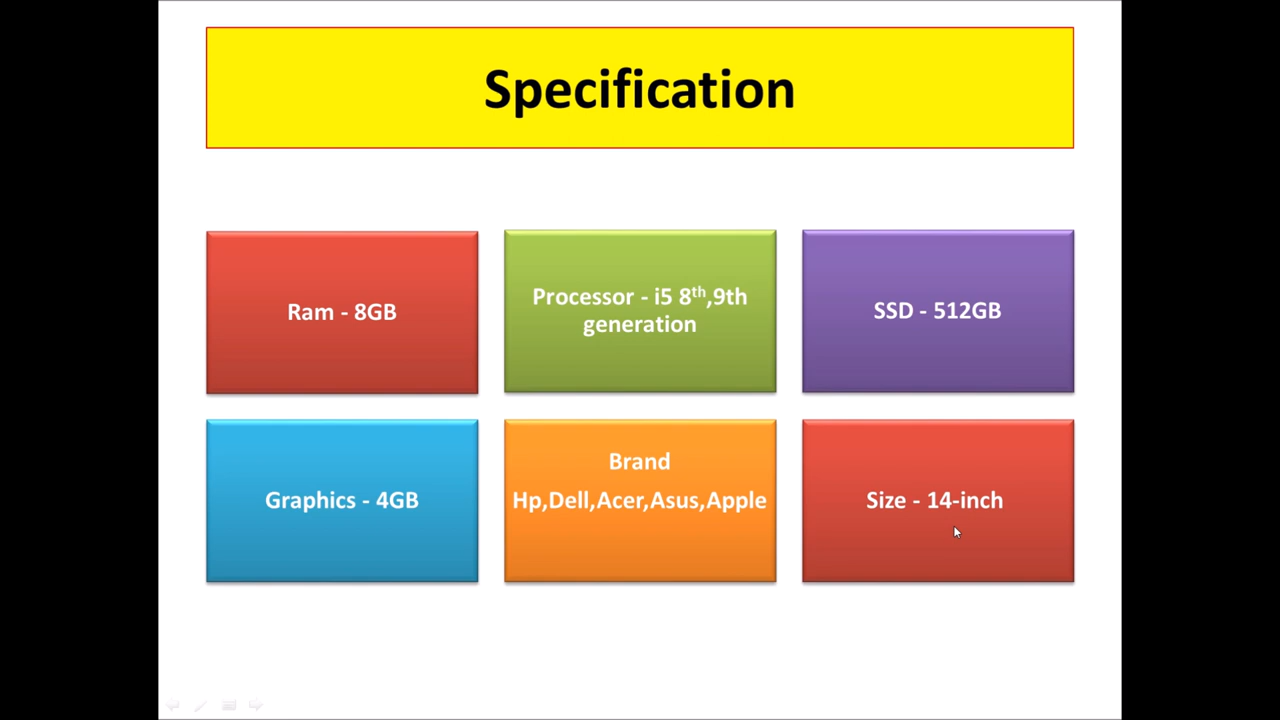 Specification
Ram - 8GB
Processor - i5 8th,9th
generation
SSD - 512GB
Graphics - 4GB
Brand
Hp,Dell,Acer,Asus,Apple
Size - 14-inch